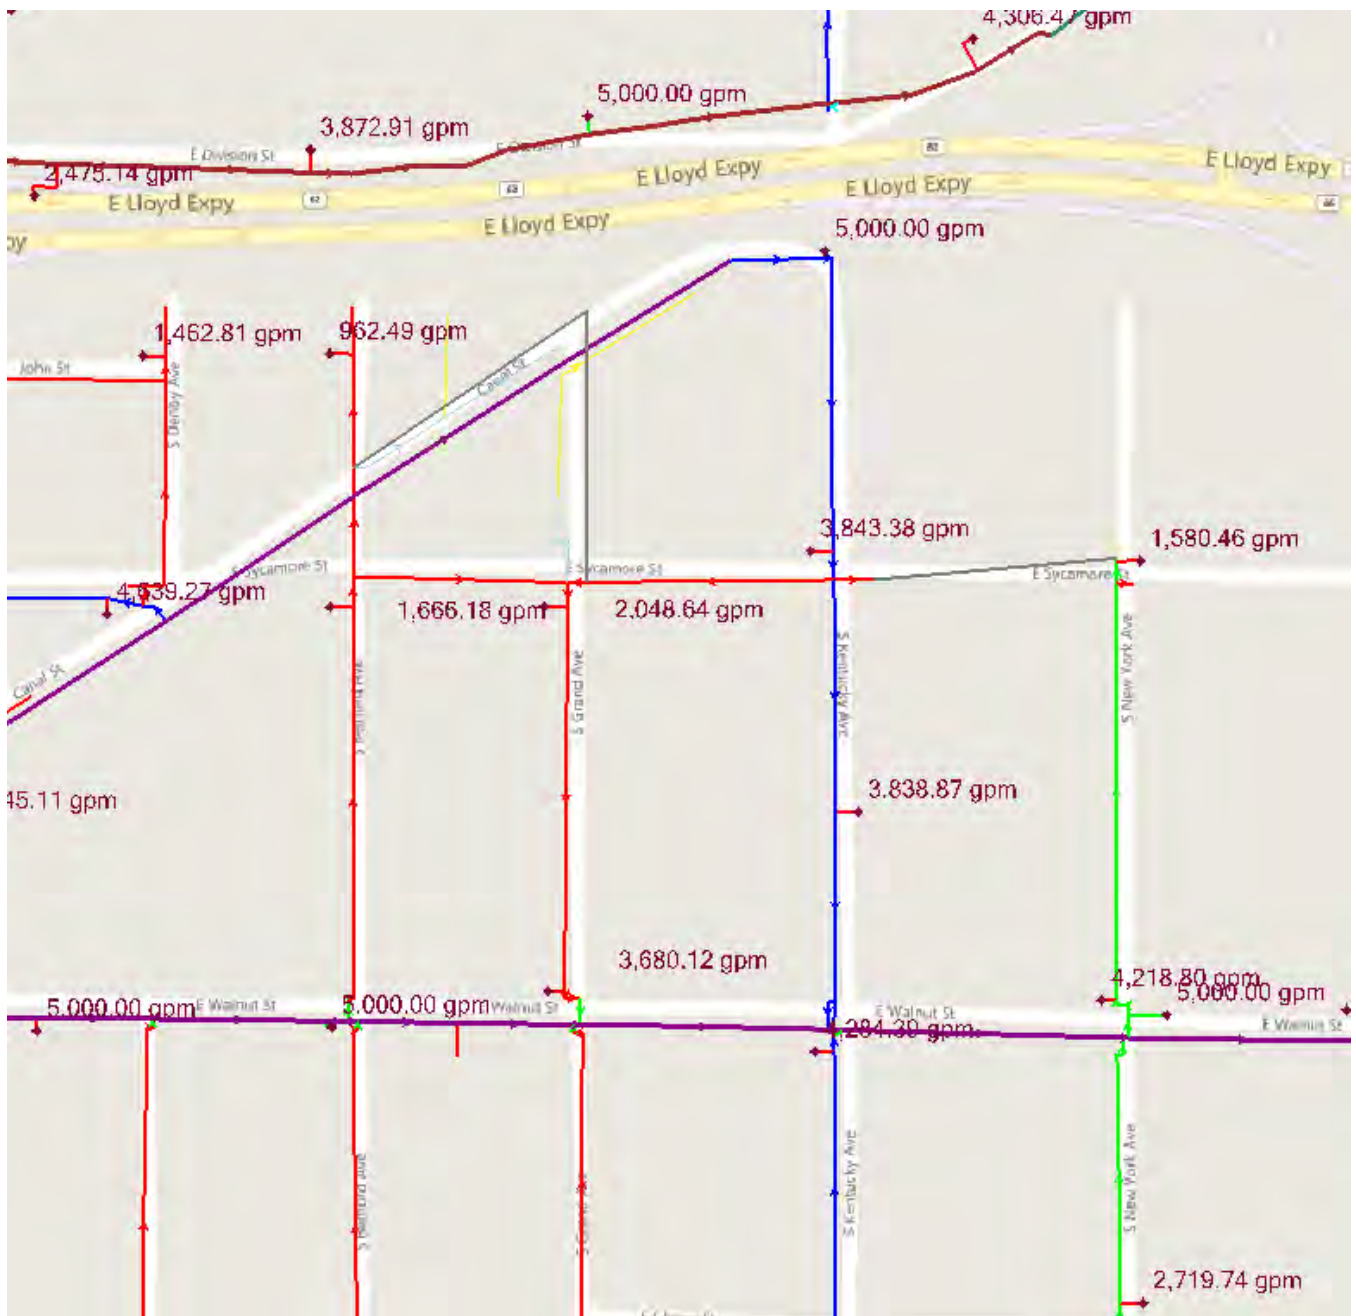 4,306.47 gpm
5,000.00 gpm
3,872.91 gpm
E Division St
E Division St
E Lloyd Expy
E Lloyd Expy
2,475.14 gpm
E Lloyd Expy
E Lloyd Expy
62
E Lloyd Expy
5,000.00 gpm
1,462.81 gpm
962.49 gpm
John St
Canal St
S Denby Ave
3,843.38 gpm
1,580.46 gpm
E Sycamore St
E Sycamore St
E Sycamore St
4,639.27 gpm
1,666.18 gpm
2,048.64 gpm
Canal St
S Grand Ave
S Kentucky Ave
S New York Ave
45.11 gpm
3,838.87 gpm
3,680.12 gpm
4,218.80 gpm
5,000.00 gpm
5,000.00 gpm
E Walnut St
5,000.00 gpm
Walnut St
E Walnut St
E Walnut St
,284.39 gpm
S Kentucky Ave
S New York Ave
2,719.74 gpm